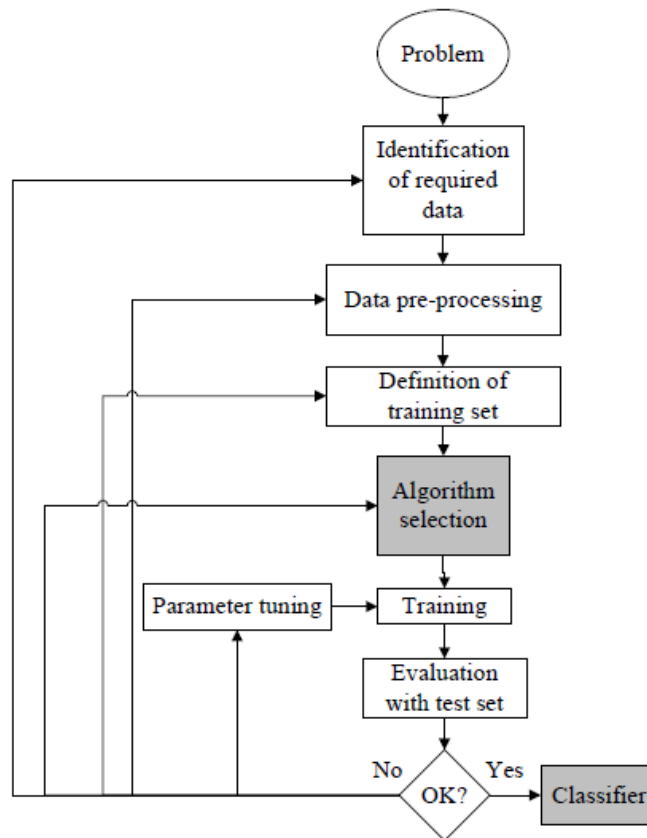 Problem
Identification
of required
data
Data pre-processing
Definition of
training set
Algorithm
selection
Parameter tuning
Training
Evaluation
with test set
No
Yes
OK?
Classifier